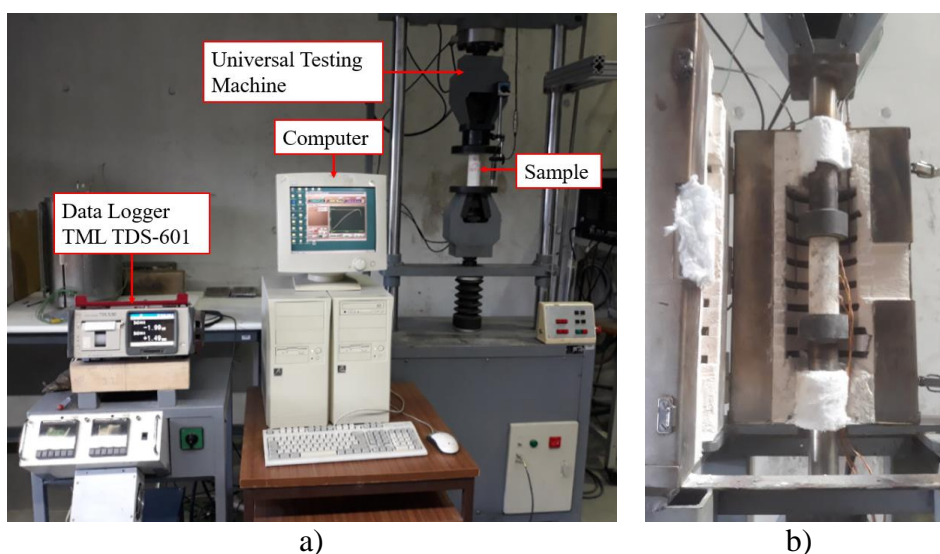 Universal Testing
Machine
Computer
Sample
Data Logger
TML TDS-601
a)
b)